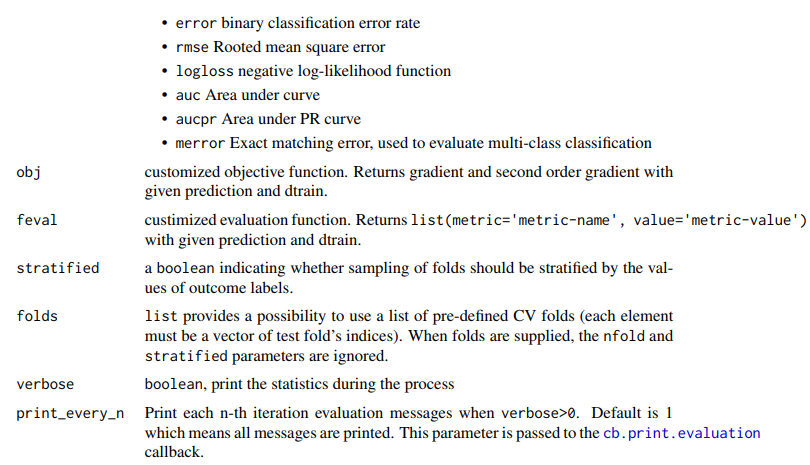 • error binary classification error rate
• rmse Rooted mean square error
• logloss negative log-likelihood function
• auc Area under curve
• aucpr Area under PR curve
• merror Exact matching error, used to evaluate multi-class classification
obj customized objective function. Returns gradient and second order gradient with
given prediction and dtrain.
feval custimized evaluation function. Returns list(metric='metric-name', value='metric-value')
with given prediction and dtrain.
stratified a boolean indicating whether sampling of folds should be stratified by the val-
ues of outcome labels.
folds list provides a possibility to use a list of pre-defined CV folds (each element
must be a vector of test fold's indices). When folds are supplied, the nfold and
stratified parameters are ignored.
verbose boolean, print the statistics during the process
print_every_n Print each n-th iteration evaluation messages when verbose>0. Default is 1
which means all messages are printed. This parameter is passed to the cb.print.evaluation
callback.